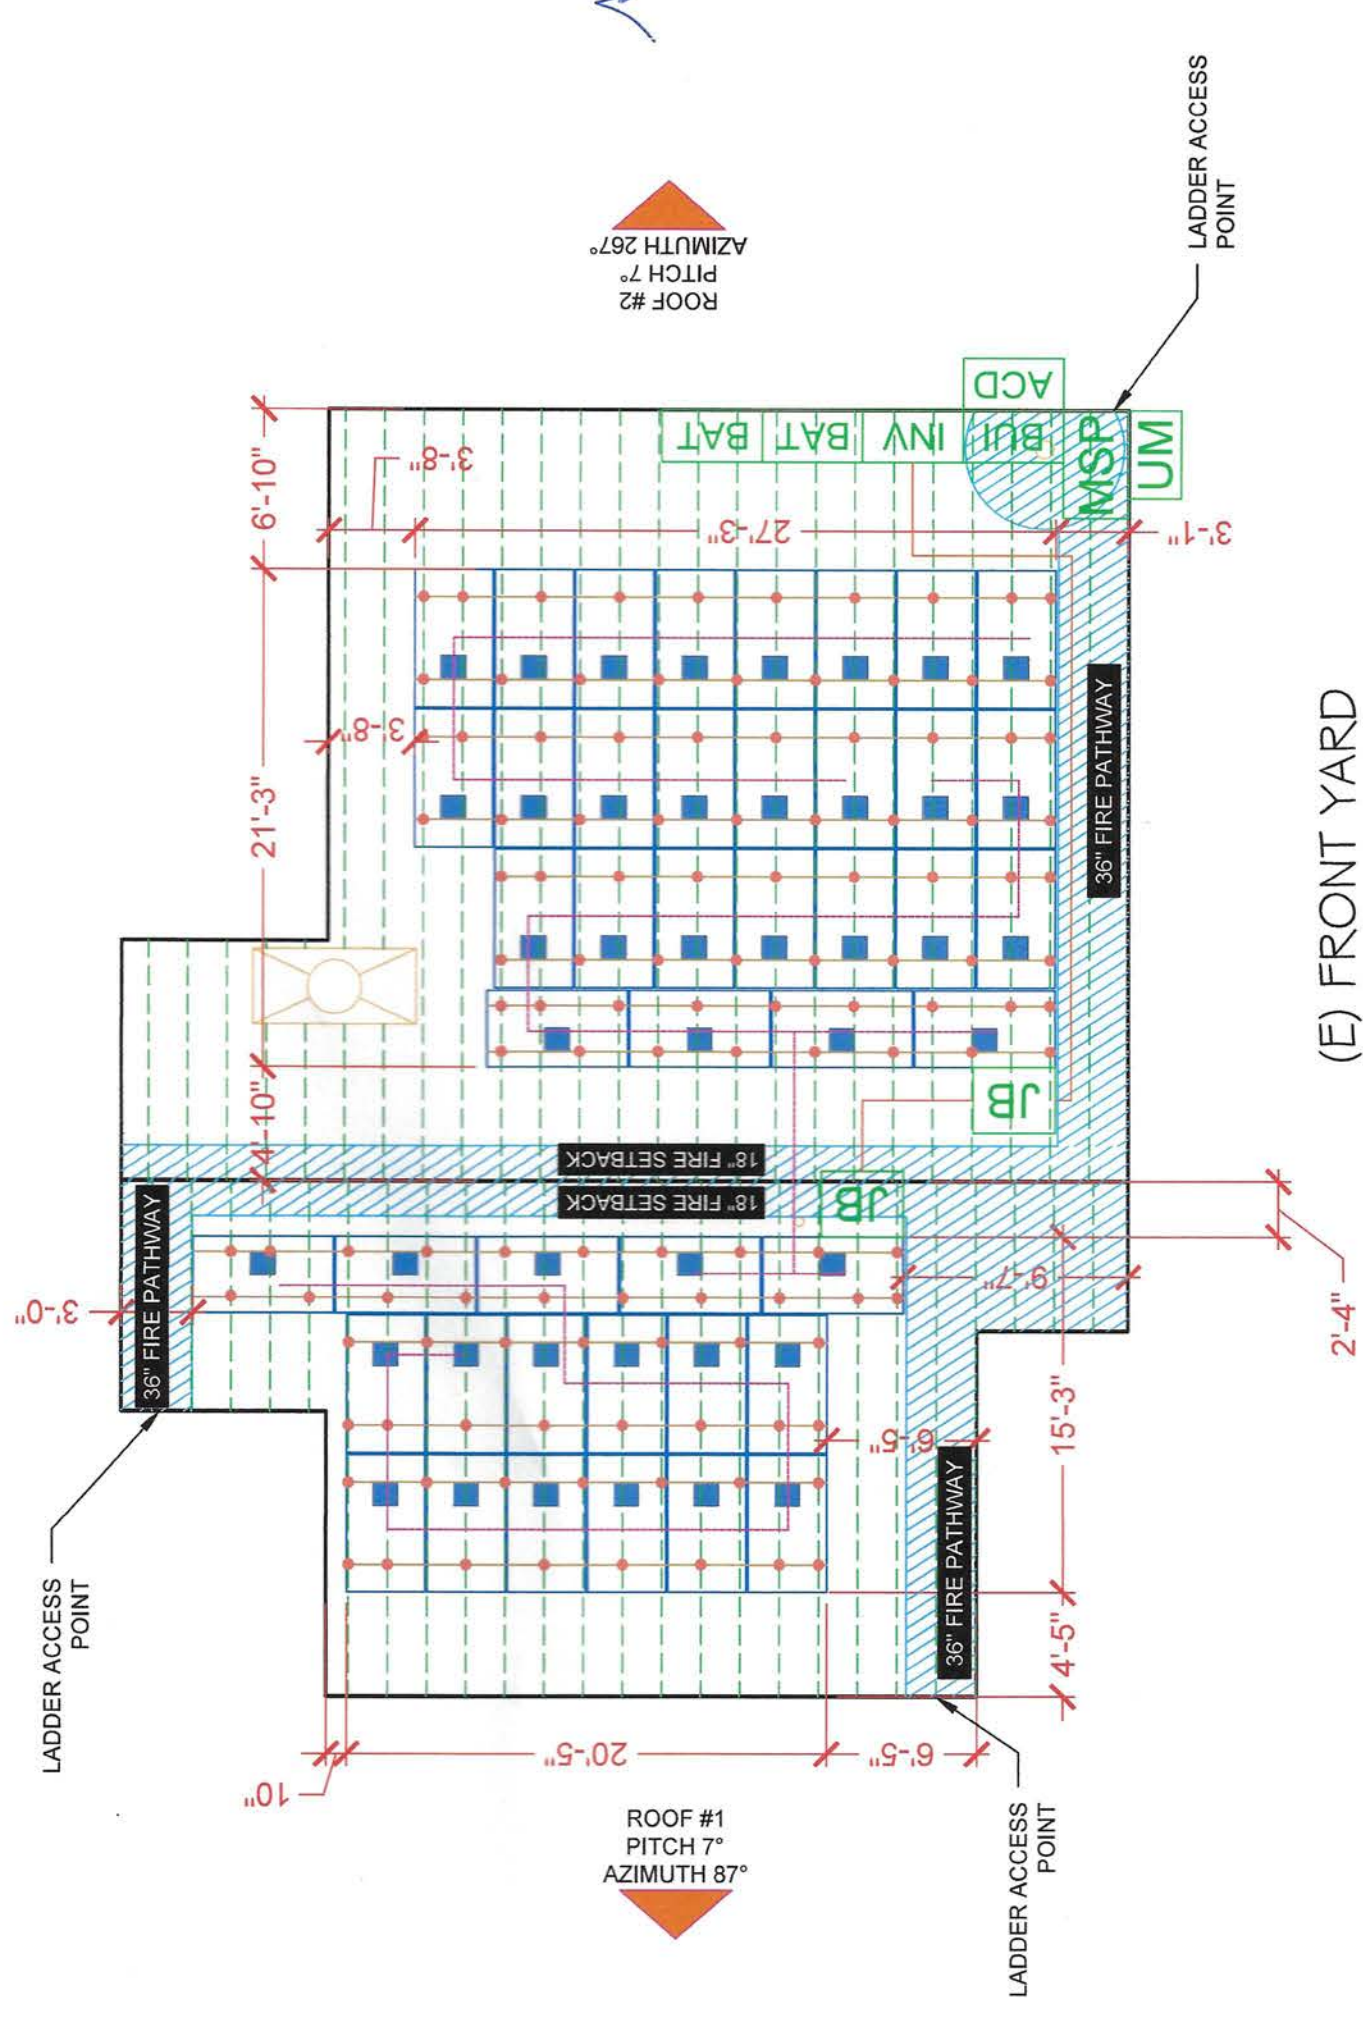 LADDER ACCESS
POINT
ROOF #2
PITCH 7°
AZIMUTH 267°
6'-10"
3'-8"
ACD
BAT
BAT
INV
BUI
MSP
UM
27'-3"
3'-1"
3'-8"
21'-3"
36" FIRE PATHWAY
(E) FRONT YARD
4'-10"
JB
18" FIRE SETBACK
18" FIRE SETBACK
JB
36" FIRE PATHWAY
3'-0"
9'-7"
2'-4"
15'-3"
6'-5"
36" FIRE PATHWAY
4'-5"
LADDER ACCESS
POINT
10"
20'-5"
6'-5"
ROOF #1
PITCH 7°
AZIMUTH 87°
LADDER ACCESS
POINT